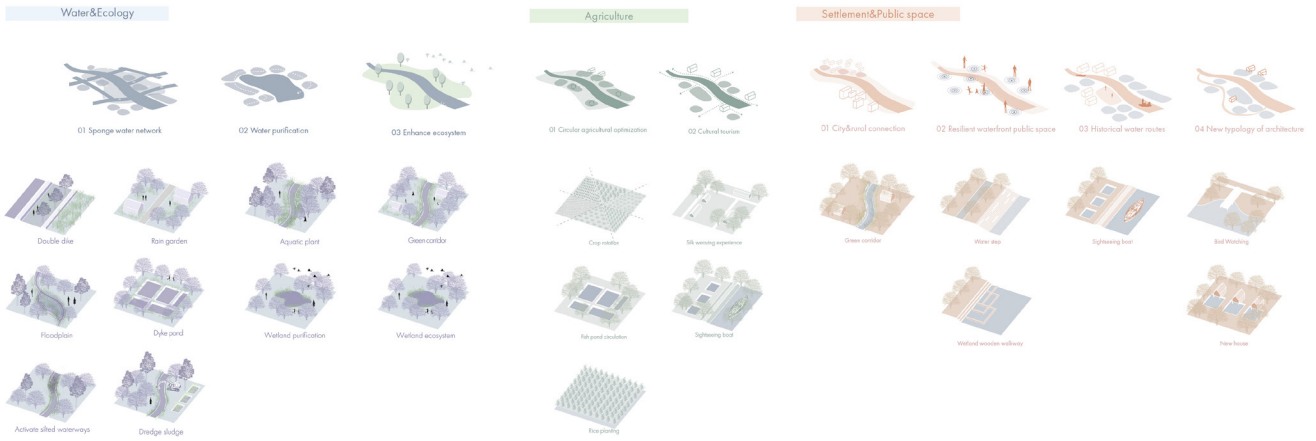 Water&Ecology
Agriculture
Settlement&Public space
01 Sponge water network
02 Water purification
03 Enhance ecosystem
01 Circular agricultural optimization
02 Cultural tourism
01 City&rural connection
02 Resilient waterfront public space
03 Historical water routes
04 New typology of architecture
Double dike
Rain garden
Aquatic plant
Green corridor
Crop rotation
Silk weaving experience
Green corridor
Water step
Sightseeing boat
Bird Watching
Floodplain
Dyke pond
Wetland purification
Wetland ecosystem
Fish pond circulation
Sightseeing boat
Wetland wooden walkway
New house
Activate silted waterways
Dredge sludge
Rice planting